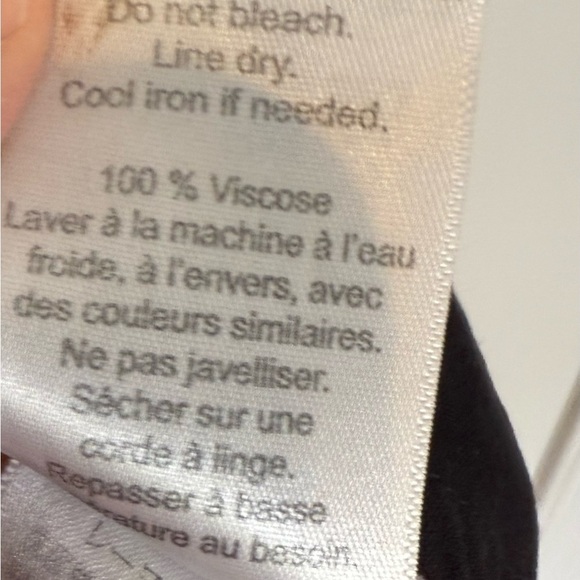 Do not bleach.
Line dry.
Cool iron if needed.
100 % Viscose
Laver à la machine à l'eau
froide, à l'envers, avec
des couleurs similaires.
Ne pas javelliser.
Sécher sur une
corde à linge.
Repasser à basse
au besoin.